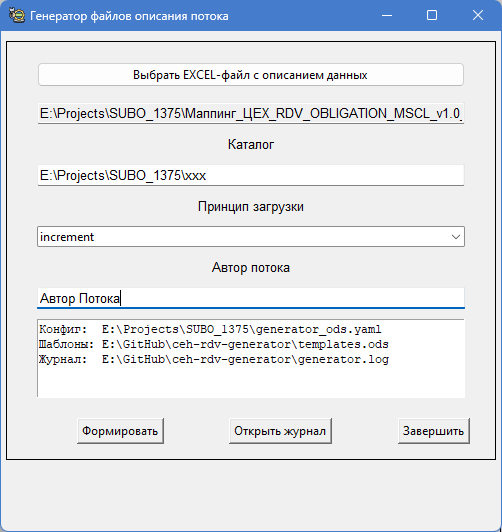 Генератор файлов описания потока
Выбрать EXCEL-файл с описанием данных
E:\Projects\SUBO_1375\Маппинг_ЦЕХ_RDV_OBLIGATION_MSCL_v1.0_
Каталог
E:\Projects\SUBO_1375\xxx
Принцип загрузки
increment
Автор потока
Автор Потока
Конфиг: E:\Projects\SUBO_1375\generator_ods.yaml
Шаблоны: E:\GitHub\ceh-rdv-generator\templates.ods
Журнал: E:\GitHub\ceh-rdv-generator\generator.log
Формировать Открыть журнал Завершить